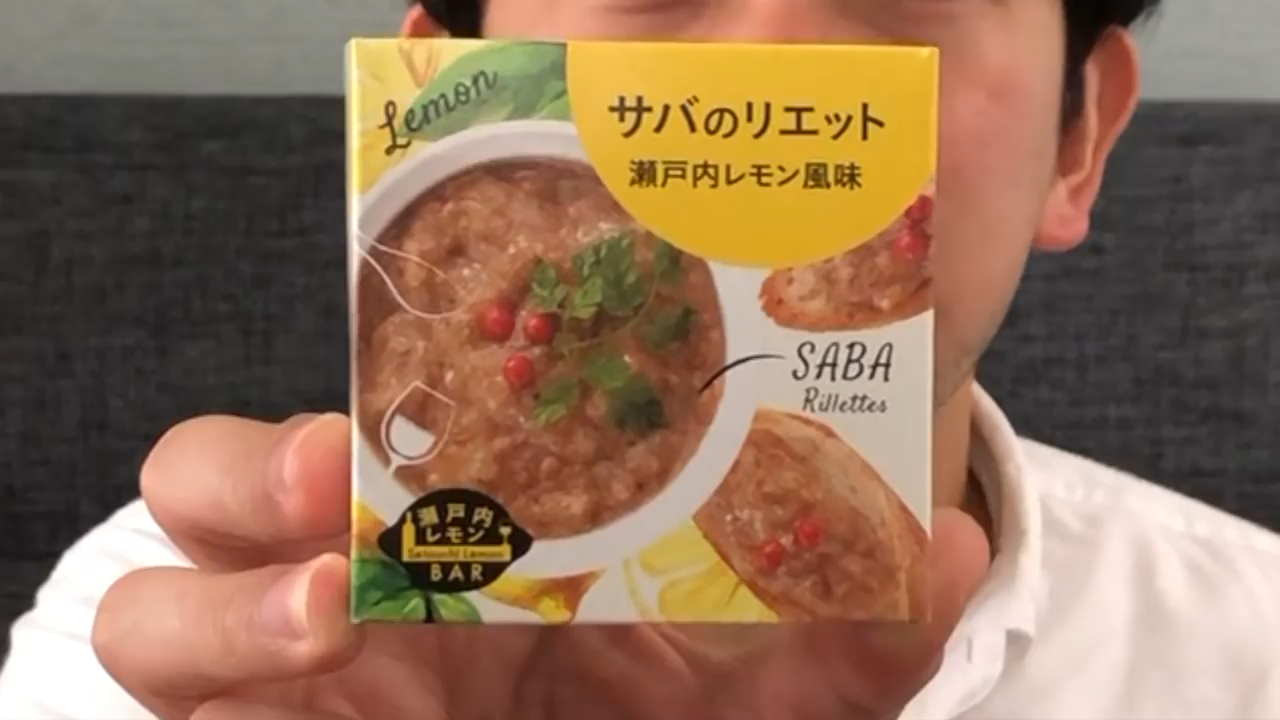 Lemon
サバのリエット
瀬戸内レモン風味
SABA
Rillettes
瀬戸内
レモン
Setouchi Lemon
BAR